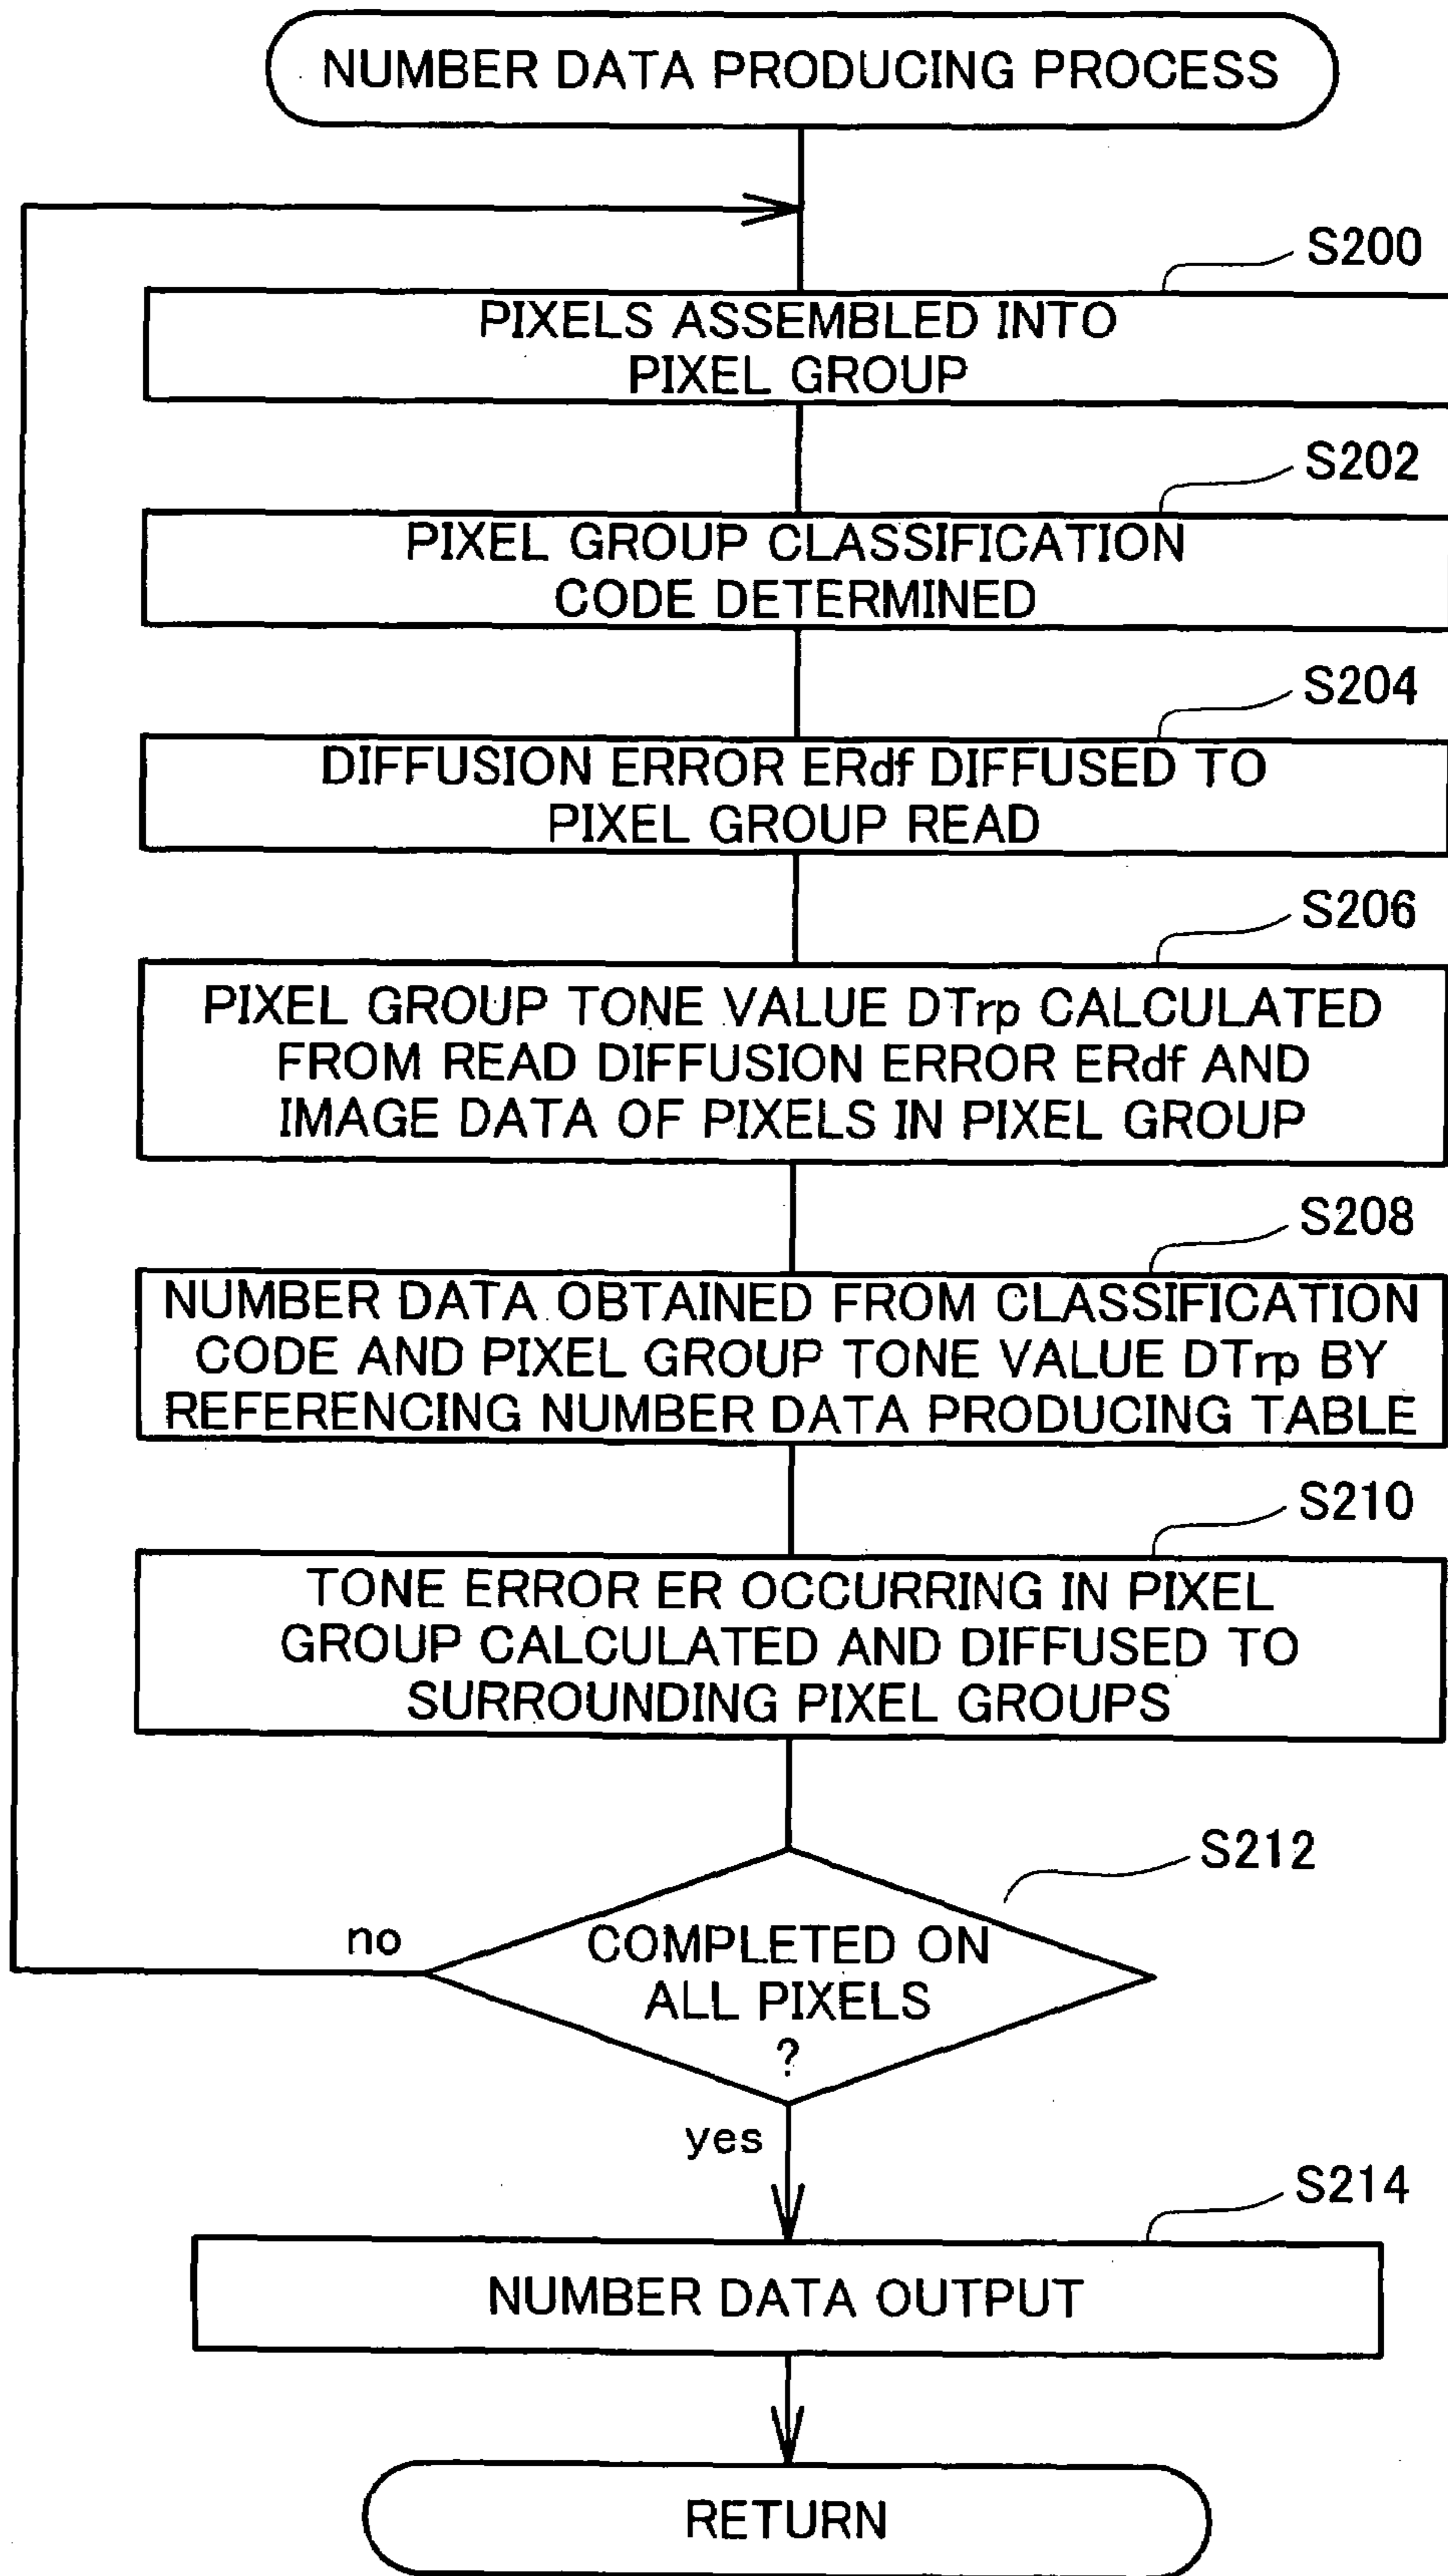 NUMBER DATA PRODUCING PROCESS
S200
PIXELS ASSEMBLED INTO
PIXEL GROUP
S202
PIXEL GROUP CLASSIFICATION
CODE DETERMINED
S204
DIFFUSION ERROR ERdf DIFFUSED TO
PIXEL GROUP READ
S206
PIXEL GROUP TONE VALUE DTrp CALCULATED
FROM READ DIFFUSION ERROR ERdf AND
IMAGE DATA OF PIXELS IN PIXEL GROUP
S208
NUMBER DATA OBTAINED FROM CLASSIFICATION
CODE AND PIXEL GROUP TONE VALUE DTrp BY
REFERENCING NUMBER DATA PRODUCING TABLE
S210
TONE ERROR ER OCCURRING IN PIXEL
GROUP CALCULATED AND DIFFUSED TO
SURROUNDING PIXEL GROUPS
S212
no
COMPLETED ON
ALL PIXELS
?
yes
S214
NUMBER DATA OUTPUT
RETURN